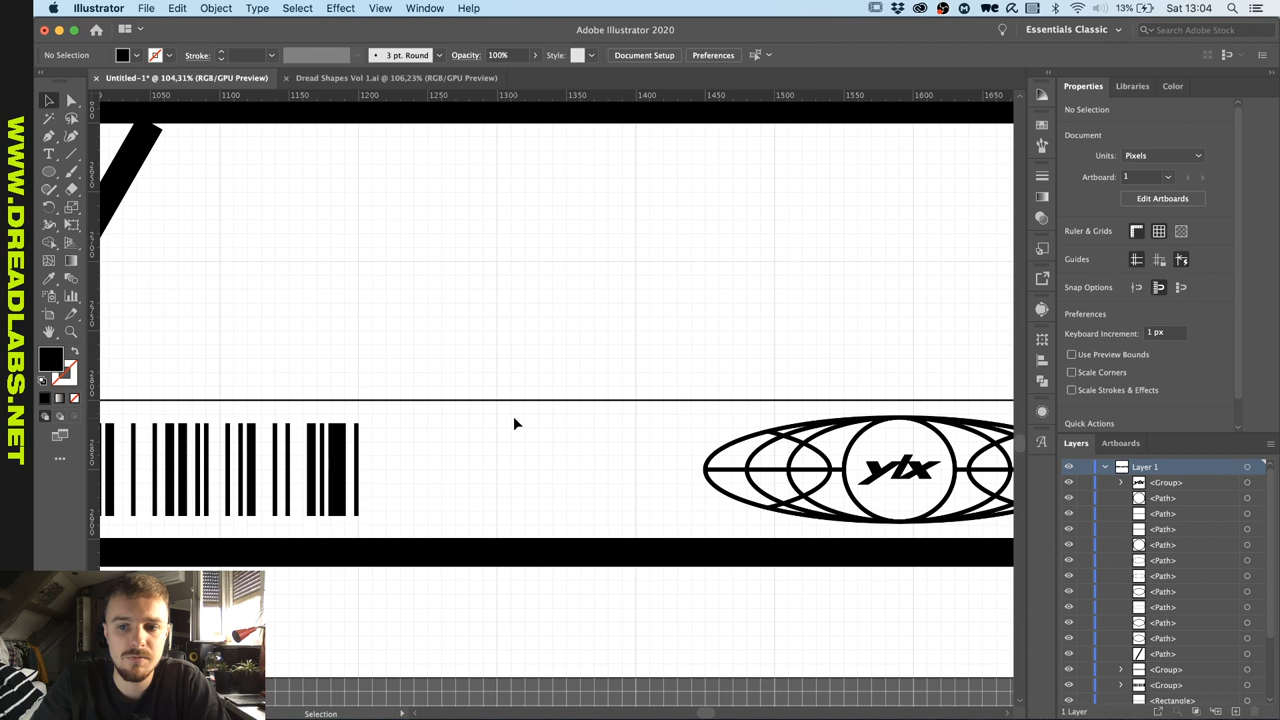 Illustrator File Edit Object Type Select Effect View Window Help 13% Sat 13:04
Adobe Illustrator 2020 Essentials Classic Search Adobe Stock
No Selection Stroke: 3 pt. Round Opacity: 100% Style: Document Setup Preferences
Untitled-1* @ 104,31% (RGB/GPU Preview) Dread Shapes Vol 1.ai @ 106,23% (RGB/GPU Preview)
1050 1100 1150 1200 1250 1300 1350 1400 1450 1500 1550 1600 1650
WWW.DREADLABS.NET
ylx
Properties Libraries Color
No Selection
Document
Units: Pixels
Artboard: 1
Edit Artboards
Ruler & Grids
Guides
Snap Options
Preferences
Keyboard Increment: 1 px
Use Preview Bounds
Scale Corners
Scale Strokes & Effects
Quick Actions
Layers Artboards
Layer 1
<Group>
<Path>
<Path>
<Path>
<Path>
<Path>
<Path>
<Path>
<Path>
<Path>
<Path>
<Path>
<Group>
<Group>
<Rectangle>
1 Layer
Selection